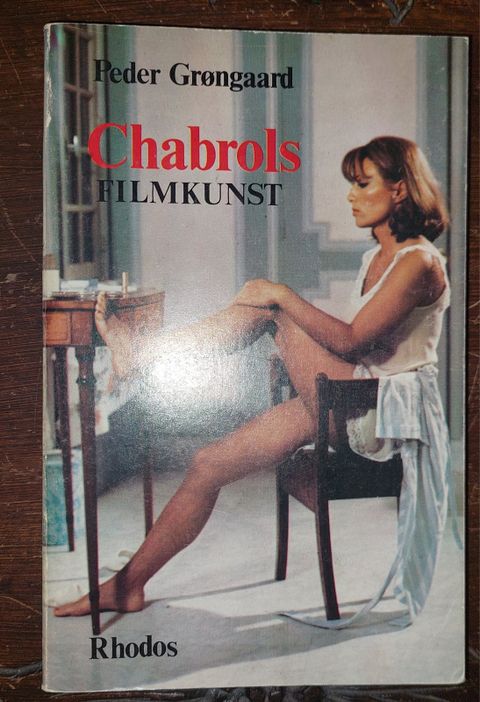 Peder Grøngaard
Chabrols
FILMKUNST
Rhodos